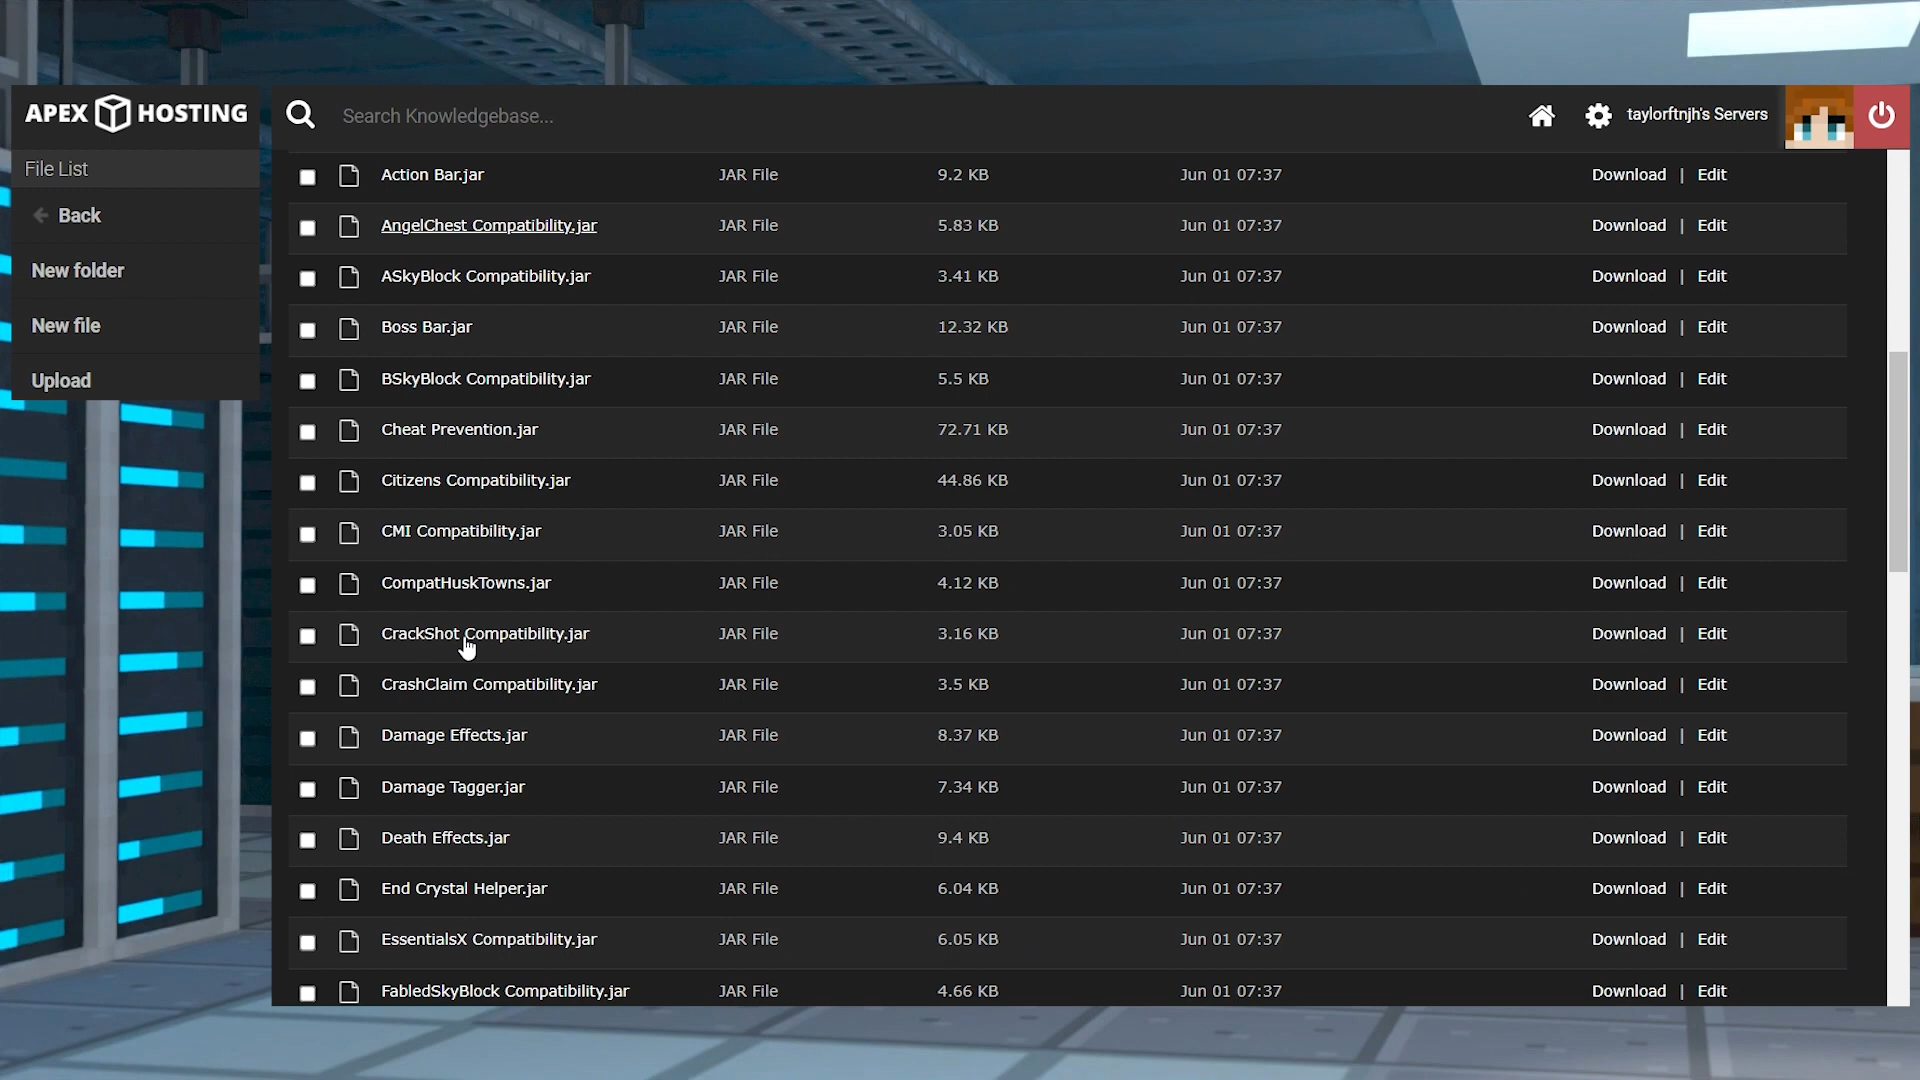 APEX HOSTING
Search Knowledgebase...
taylorftnjh's Servers
File List
Back
New folder
New file
Upload
Action Bar.jar JAR File 9.2 KB Jun 01 07:37 Download | Edit
AngelChest Compatibility.jar JAR File 5.83 KB Jun 01 07:37 Download | Edit
ASkyBlock Compatibility.jar JAR File 3.41 KB Jun 01 07:37 Download | Edit
Boss Bar.jar JAR File 12.32 KB Jun 01 07:37 Download | Edit
BSkyBlock Compatibility.jar JAR File 5.5 KB Jun 01 07:37 Download | Edit
Cheat Prevention.jar JAR File 72.71 KB Jun 01 07:37 Download | Edit
Citizens Compatibility.jar JAR File 44.86 KB Jun 01 07:37 Download | Edit
CMI Compatibility.jar JAR File 3.05 KB Jun 01 07:37 Download | Edit
CompatHuskTowns.jar JAR File 4.12 KB Jun 01 07:37 Download | Edit
CrackShot Compatibility.jar JAR File 3.16 KB Jun 01 07:37 Download | Edit
CrashClaim Compatibility.jar JAR File 3.5 KB Jun 01 07:37 Download | Edit
Damage Effects.jar JAR File 8.37 KB Jun 01 07:37 Download | Edit
Damage Tagger.jar JAR File 7.34 KB Jun 01 07:37 Download | Edit
Death Effects.jar JAR File 9.4 KB Jun 01 07:37 Download | Edit
End Crystal Helper.jar JAR File 6.04 KB Jun 01 07:37 Download | Edit
EssentialsX Compatibility.jar JAR File 6.05 KB Jun 01 07:37 Download | Edit
FabledSkyBlock Compatibility.jar JAR File 4.66 KB Jun 01 07:37 Download | Edit